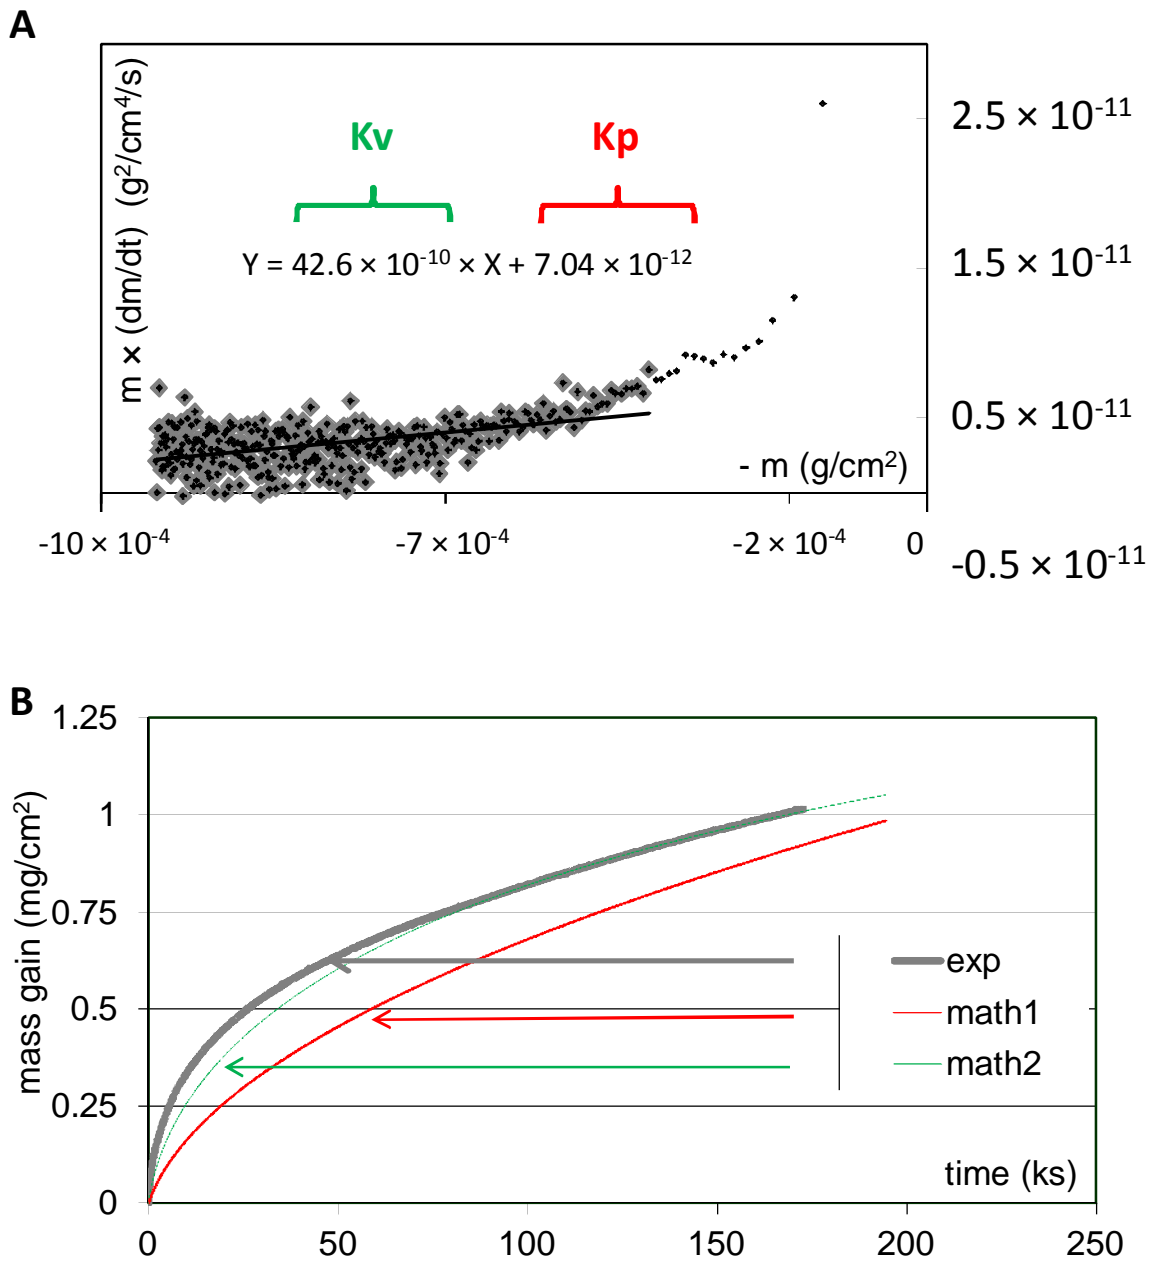 A
m × (dm/dt) (g²/cm⁴/s)
Kv
Kp
Y = 42.6 × 10⁻¹⁰ × X + 7.04 × 10⁻¹²
2.5 × 10⁻¹¹
1.5 × 10⁻¹¹
0.5 × 10⁻¹¹
-0.5 × 10⁻¹¹
- m (g/cm²)
-10 × 10⁻⁴
-7 × 10⁻⁴
-2 × 10⁻⁴
0
B
mass gain (mg/cm²)
1.25
1
0.75
0.5
0.25
0
exp
math1
math2
time (ks)
0
50
100
150
200
250